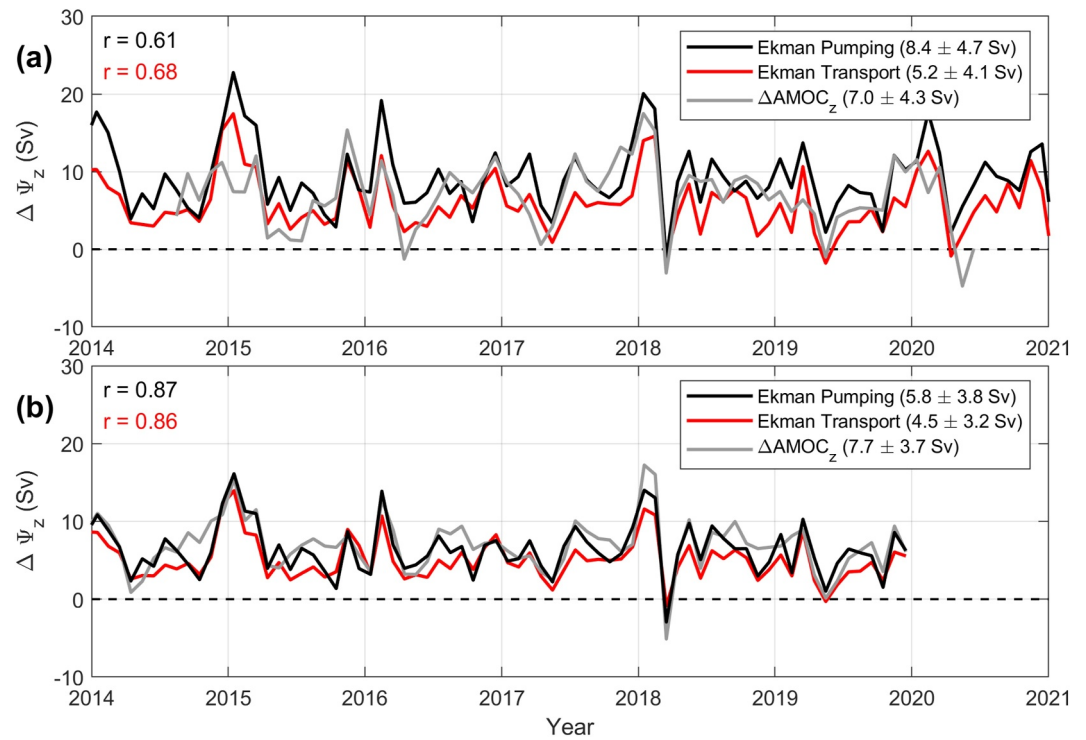 (a)
r = 0.61
r = 0.68
Ekman Pumping (8.4 ± 4.7 Sv)
Ekman Transport (5.2 ± 4.1 Sv)
ΔAMOC_z (7.0 ± 4.3 Sv)
Δ Ψ_z (Sv)
30
20
10
0
-10
2014 2015 2016 2017 2018 2019 2020 2021
(b)
r = 0.87
r = 0.86
Ekman Pumping (5.8 ± 3.8 Sv)
Ekman Transport (4.5 ± 3.2 Sv)
ΔAMOC_z (7.7 ± 3.7 Sv)
Δ Ψ_z (Sv)
30
20
10
0
-10
2014 2015 2016 2017 2018 2019 2020 2021
Year